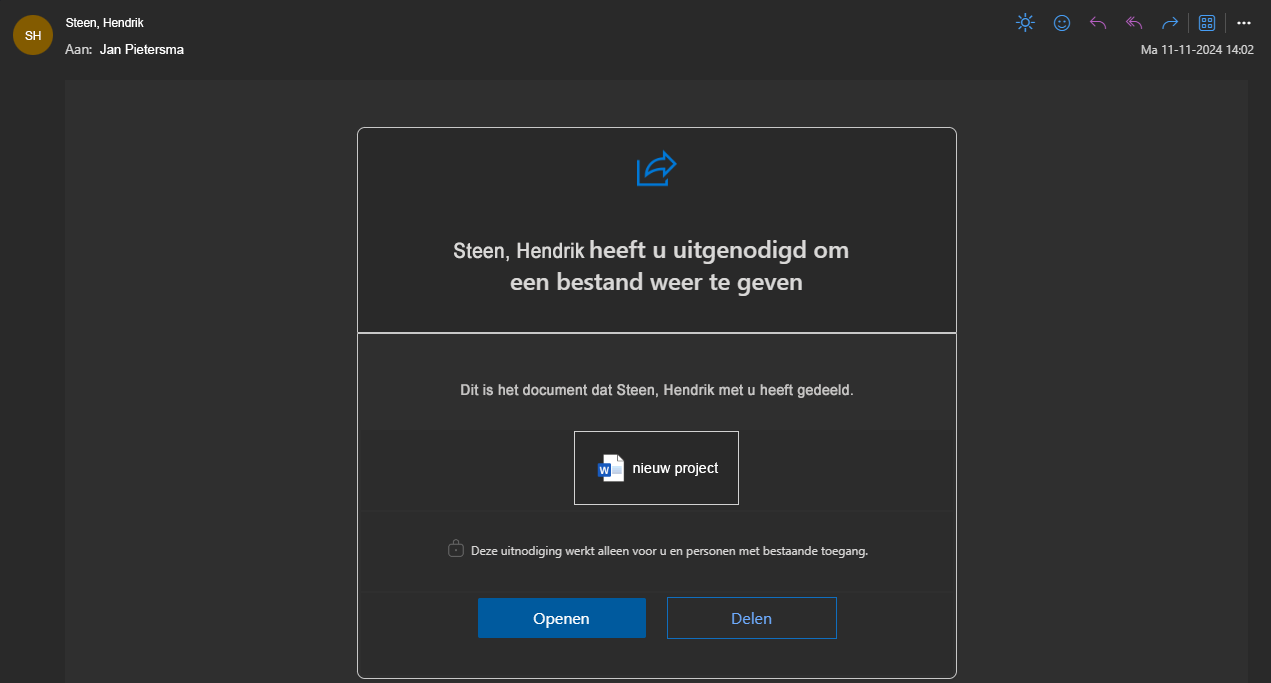 SH
Steen, Hendrik
Aan: Jan Pietersma
Ma 11-11-2024 14:02
Steen, Hendrik heeft u uitgenodigd om
een bestand weer te geven
Dit is het document dat Steen, Hendrik met u heeft gedeeld.
W
nieuw project
Deze uitnodiging werkt alleen voor u en personen met bestaande toegang.
Openen
Delen